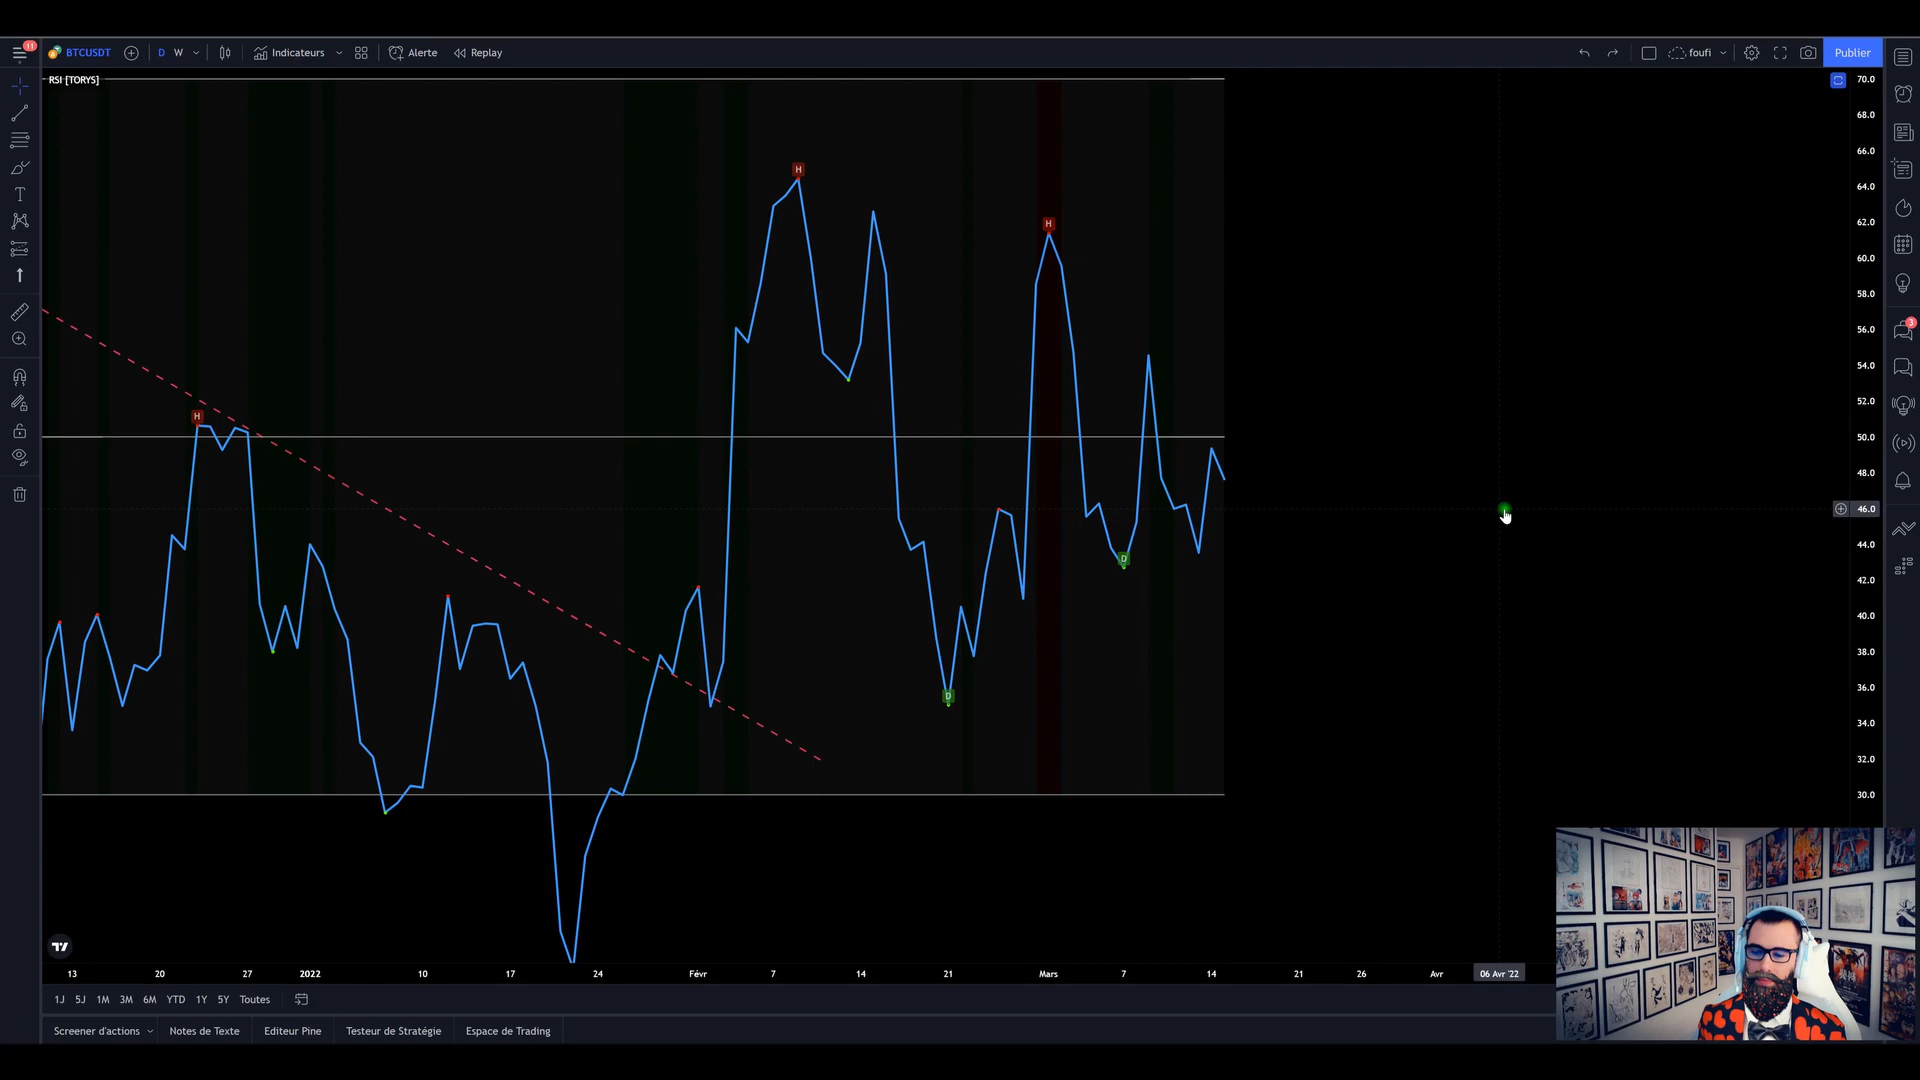 11
BTCUSDT
D
W
Indicateurs
Alerte
Replay
foufi
Publier
RSI [TORYS]
70.0
68.0
66.0
H
64.0
H
62.0
60.0
58.0
56.0
3
54.0
52.0
H
50.0
48.0
46.0
44.0
D
42.0
40.0
38.0
D
36.0
34.0
32.0
30.0
13
20
27
2022
10
17
24
Févr
7
14
21
Mars
7
14
21
26
Avr
06 Avr '22
1J
5J
1M
3M
6M
YTD
1Y
5Y
Toutes
Screener d'actions
Notes de Texte
Editeur Pine
Testeur de Stratégie
Espace de Trading